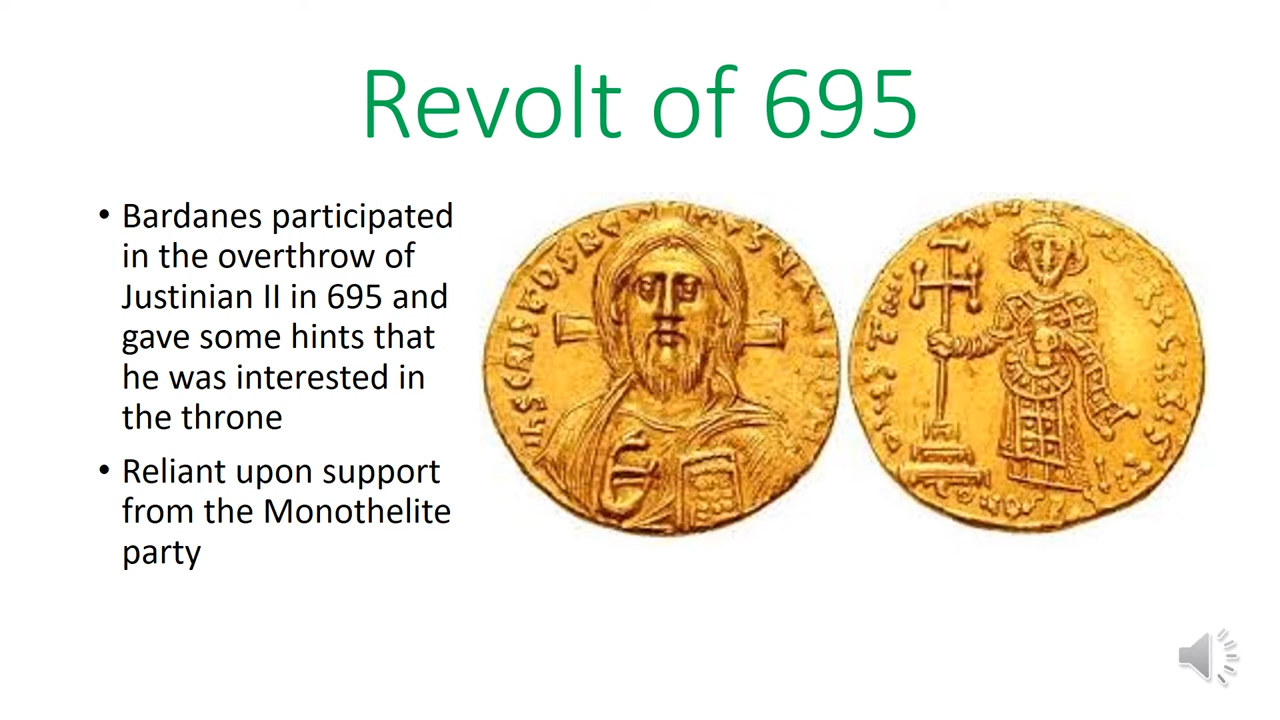 Revolt of 695
• Bardanes participated
in the overthrow of
Justinian II in 695 and
gave some hints that
he was interested in
the throne
• Reliant upon support
from the Monothelite
party